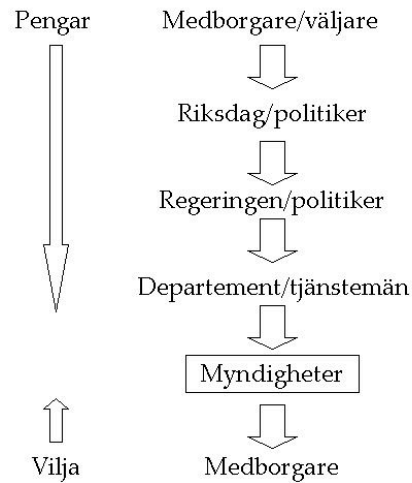 Pengar
Medborgare/väljare
Riksdag/politiker
Regeringen/politiker
Departement/tjänstemän
Myndigheter
Vilja
Medborgare